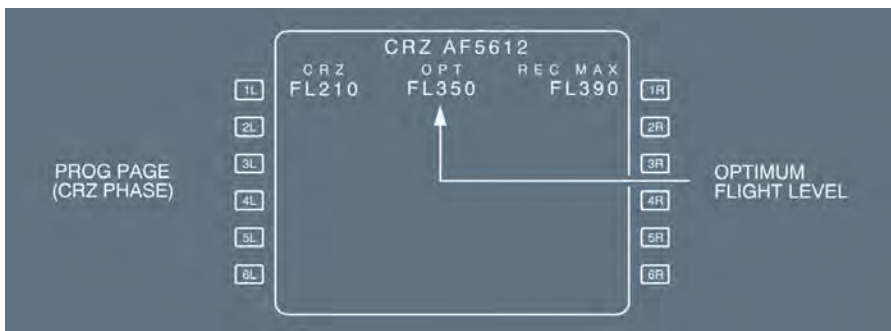 CRZ AF5612
CRZ OPT REC MAX
FL210 FL350 FL390
1L 1R
2L 2R
3L 3R
PROG PAGE
(CRZ PHASE)
OPTIMUM
FLIGHT LEVEL
4L 4R
5L 5R
6L 6R